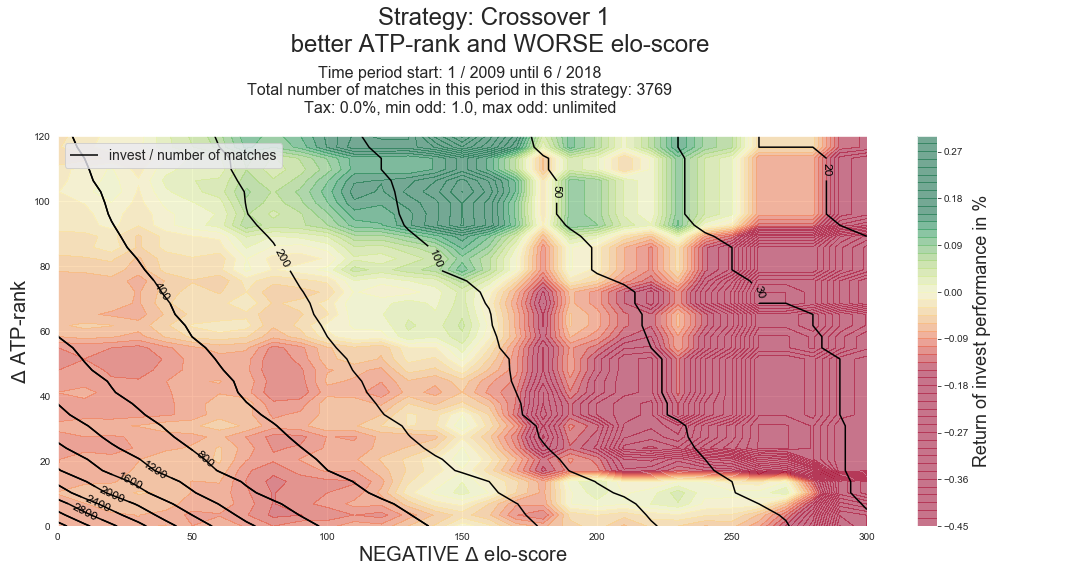 Strategy: Crossover 1
better ATP-rank and WORSE elo-score
Time period start: 1 / 2009 until 6 / 2018
Total number of matches in this period in this strategy: 3769
Tax: 0.0%, min odd: 1.0, max odd: unlimited
invest / number of matches
Δ ATP-rank
120
100
80
60
40
20
0
0 50 100 150 200 250 300
NEGATIVE Δ elo-score
400
200
100
50
30
20
800
1200
1600
2000
2400
2800
0.27
0.18
0.09
0.00
−0.09
−0.18
−0.27
−0.36
−0.45
Return of invest performance in %